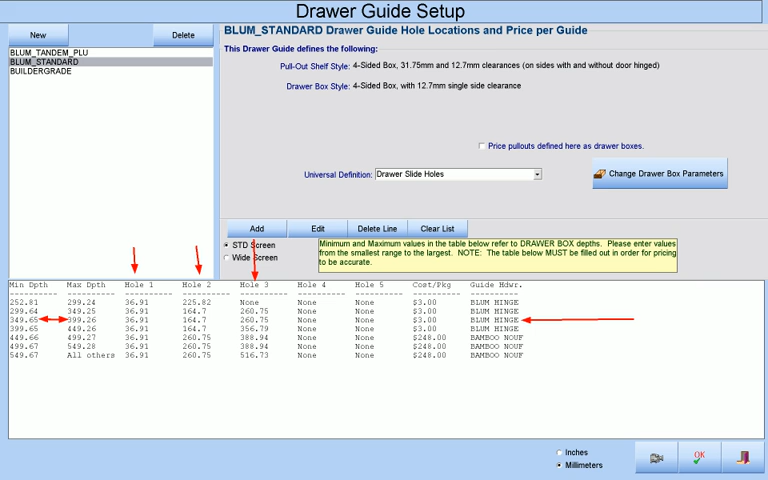 Drawer Guide Setup
New
Delete
BLUM_TANDEM_PLU
BLUM_STANDARD
BUILDERGRADE
BLUM_STANDARD Drawer Guide Hole Locations and Price per Guide
This Drawer Guide defines the following:
Pull-Out Shelf Style: 4-Sided Box, 31.75mm and 12.7mm clearances (on sides with and without door hinged)
Drawer Box Style: 4-Sided Box, with 12.7mm single side clearance
Price pullouts defined here as drawer boxes.
Universal Definition: Drawer Slide Holes
Change Drawer Box Parameters
Add Edit Delete Line Clear List
STD Screen
Wide Screen
Minimum and Maximum values in the table below refer to DRAWER BOX depths. Please enter values
from the smallest range to the largest. NOTE: The table below MUST be filled out in order for pricing
to be accurate.
Min Dpth Max Dpth Hole 1 Hole 2 Hole 3 Hole 4 Hole 5 Cost/Pkg Guide Hdwr.
252.81 299.24 36.91 225.82 None None None $3.00 BLUM HINGE
299.64 349.25 36.91 164.7 260.75 None None $3.00 BLUM HINGE
349.65 399.26 36.91 164.7 260.75 None None $3.00 BLUM HINGE
399.65 449.26 36.91 164.7 356.79 None None $3.00 BLUM HINGE
449.66 499.27 36.91 260.75 388.94 None None $248.00 BAMBOO NOUF
499.67 549.28 36.91 260.75 388.94 None None $248.00 BAMBOO NOUF
549.67 All others 36.91 260.75 516.73 None None $248.00 BAMBOO NOUF
Inches
Millimeters
OK